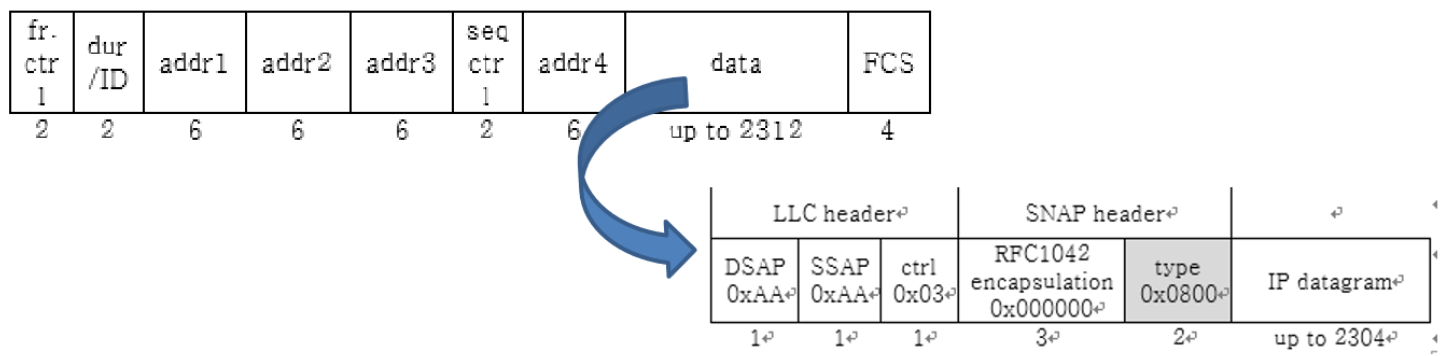 fr. ctr l
dur /ID
addr1
addr2
addr3
seq ctr l
addr4
data
FCS
2
2
6
6
6
2
6
up to 2312
4
LLC header
SNAP header
DSAP 0xAA
SSAP 0xAA
ctrl 0x03
RFC1042 encapsulation 0x000000
type 0x0800
IP datagram
1
1
1
3
2
up to 2304